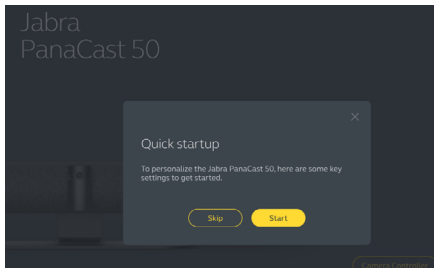 Jabra
PanaCast 50
Quick startup
To personalize the Jabra PanaCast 50, here are some key
settings to get started.
Skip
Start
Camera Controller